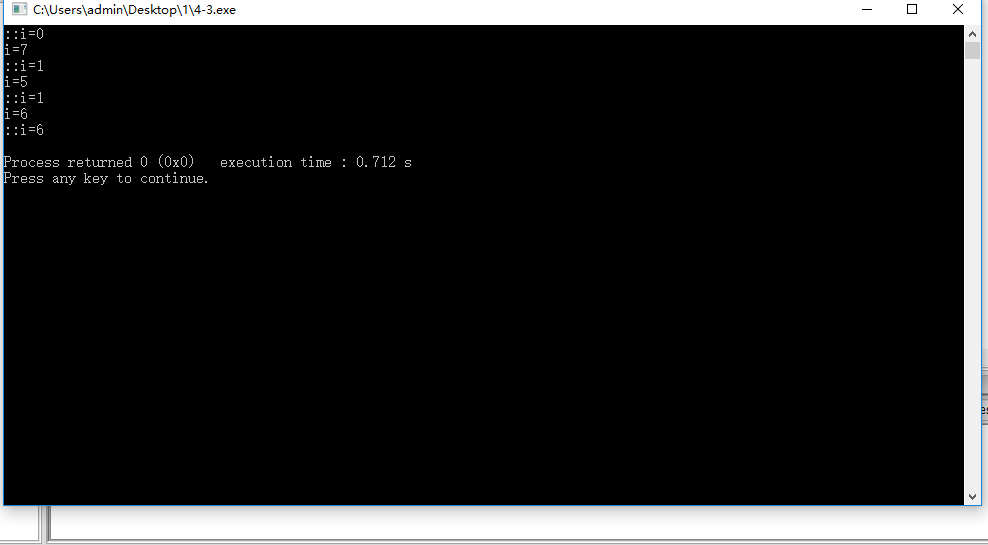 C:\Users\admin\Desktop\1\4-3.exe
::i=0
i=7
::i=1
i=5
::i=1
i=6
::i=6
Process returned 0 (0x0)   execution time : 0.712 s
Press any key to continue.